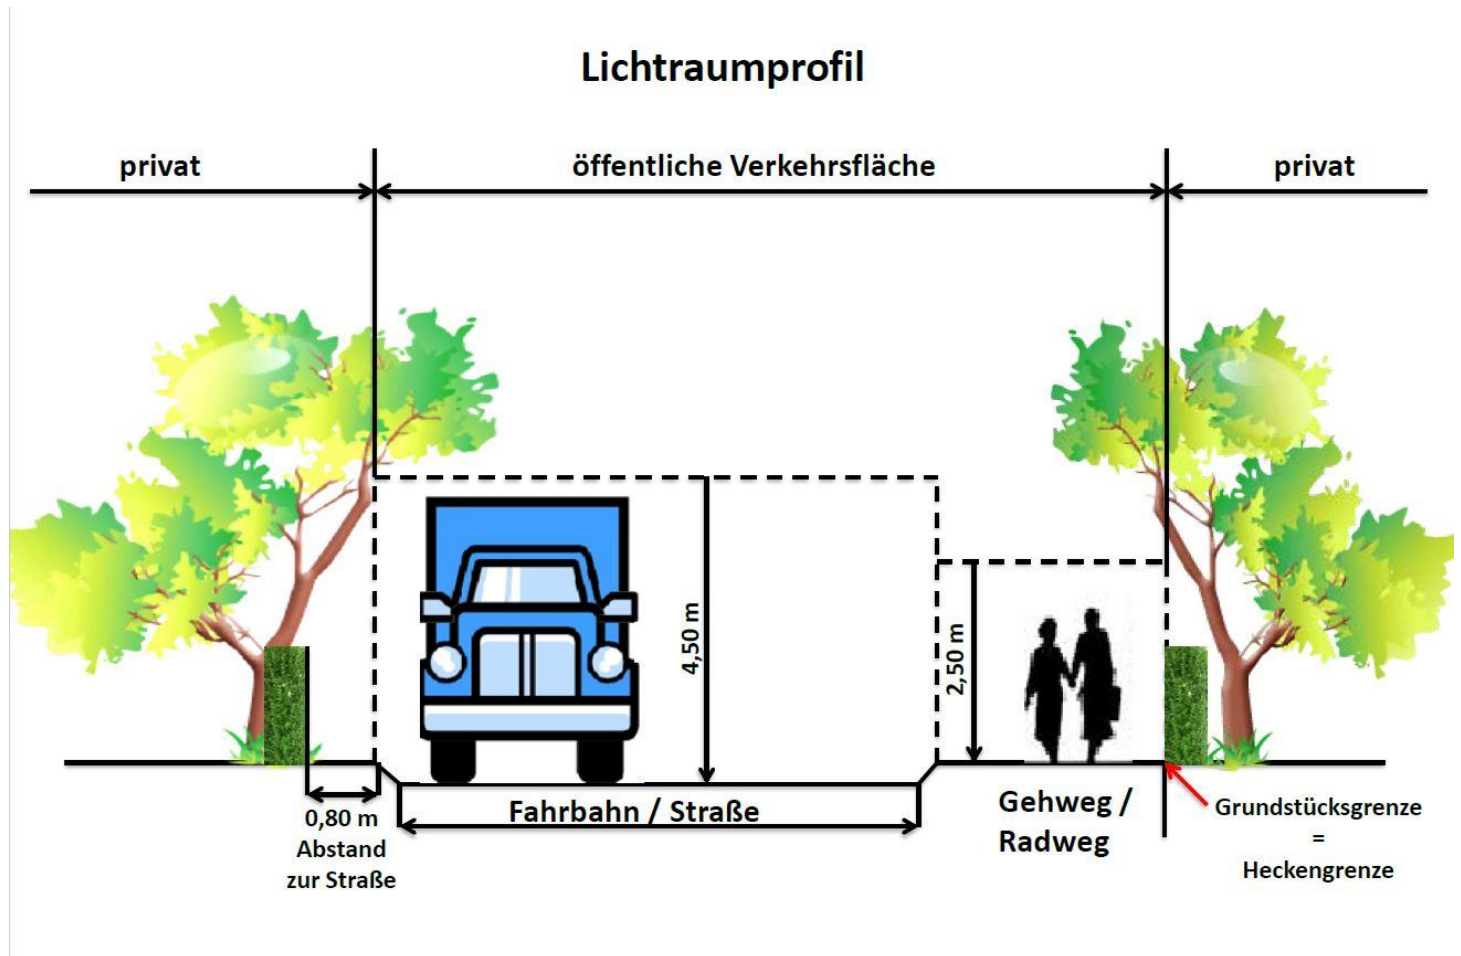 Lichtraumprofil
privat
öffentliche Verkehrsfläche
privat
4,50 m
2,50 m
Fahrbahn / Straße
0,80 m
Abstand
zur Straße
Gehweg /
Radweg
Grundstücksgrenze
=
Heckengrenze